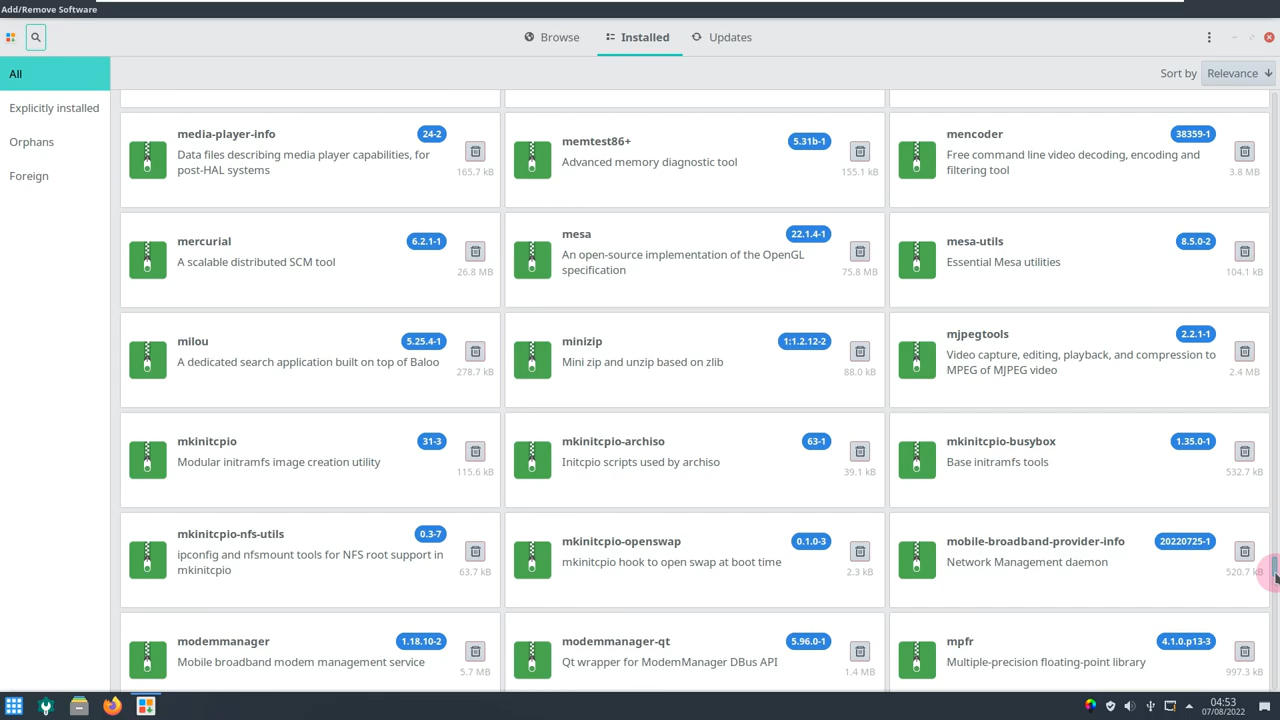 Add/Remove Software
Browse
Installed
Updates
All
Explicitly installed
Orphans
Foreign
Sort by
Relevance
media-player-info
24-2
Data files describing media player capabilities, for
post-HAL systems
165.7 kB
memtest86+
5.31b-1
Advanced memory diagnostic tool
155.1 kB
mencoder
38359-1
Free command line video decoding, encoding and
filtering tool
3.8 MB
mercurial
6.2.1-1
A scalable distributed SCM tool
26.8 MB
mesa
22.1.4-1
An open-source implementation of the OpenGL
specification
75.8 MB
mesa-utils
8.5.0-2
Essential Mesa utilities
104.1 kB
milou
5.25.4-1
A dedicated search application built on top of Baloo
278.7 kB
minizip
1:1.2.12-2
Mini zip and unzip based on zlib
88.0 kB
mjpegtools
2.2.1-1
Video capture, editing, playback, and compression to
MPEG of MJPEG video
2.4 MB
mkinitcpio
31-3
Modular initramfs image creation utility
115.6 kB
mkinitcpio-archiso
63-1
Initcpio scripts used by archiso
39.1 kB
mkinitcpio-busybox
1.35.0-1
Base initramfs tools
532.7 kB
mkinitcpio-nfs-utils
0.3-7
ipconfig and nfsmount tools for NFS root support in
mkinitcpio
63.7 kB
mkinitcpio-openswap
0.1.0-3
mkinitcpio hook to open swap at boot time
2.3 kB
mobile-broadband-provider-info
20220725-1
Network Management daemon
520.7 kB
modemmanager
1.18.10-2
Mobile broadband modem management service
5.7 MB
modemmanager-qt
5.96.0-1
Qt wrapper for ModemManager DBus API
1.4 MB
mpfr
4.1.0.p13-3
Multiple-precision floating-point library
997.3 kB
04:53
07/08/2022